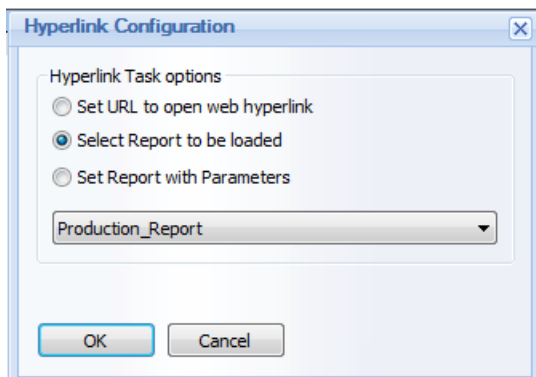 Hyperlink Configuration
Hyperlink Task options
Set URL to open web hyperlink
Select Report to be loaded
Set Report with Parameters
Production_Report
OK Cancel